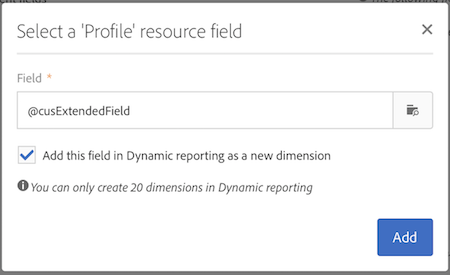 Select a 'Profile' resource field
Field *
@cusExtendedField
Add this field in Dynamic reporting as a new dimension
You can only create 20 dimensions in Dynamic reporting
Add